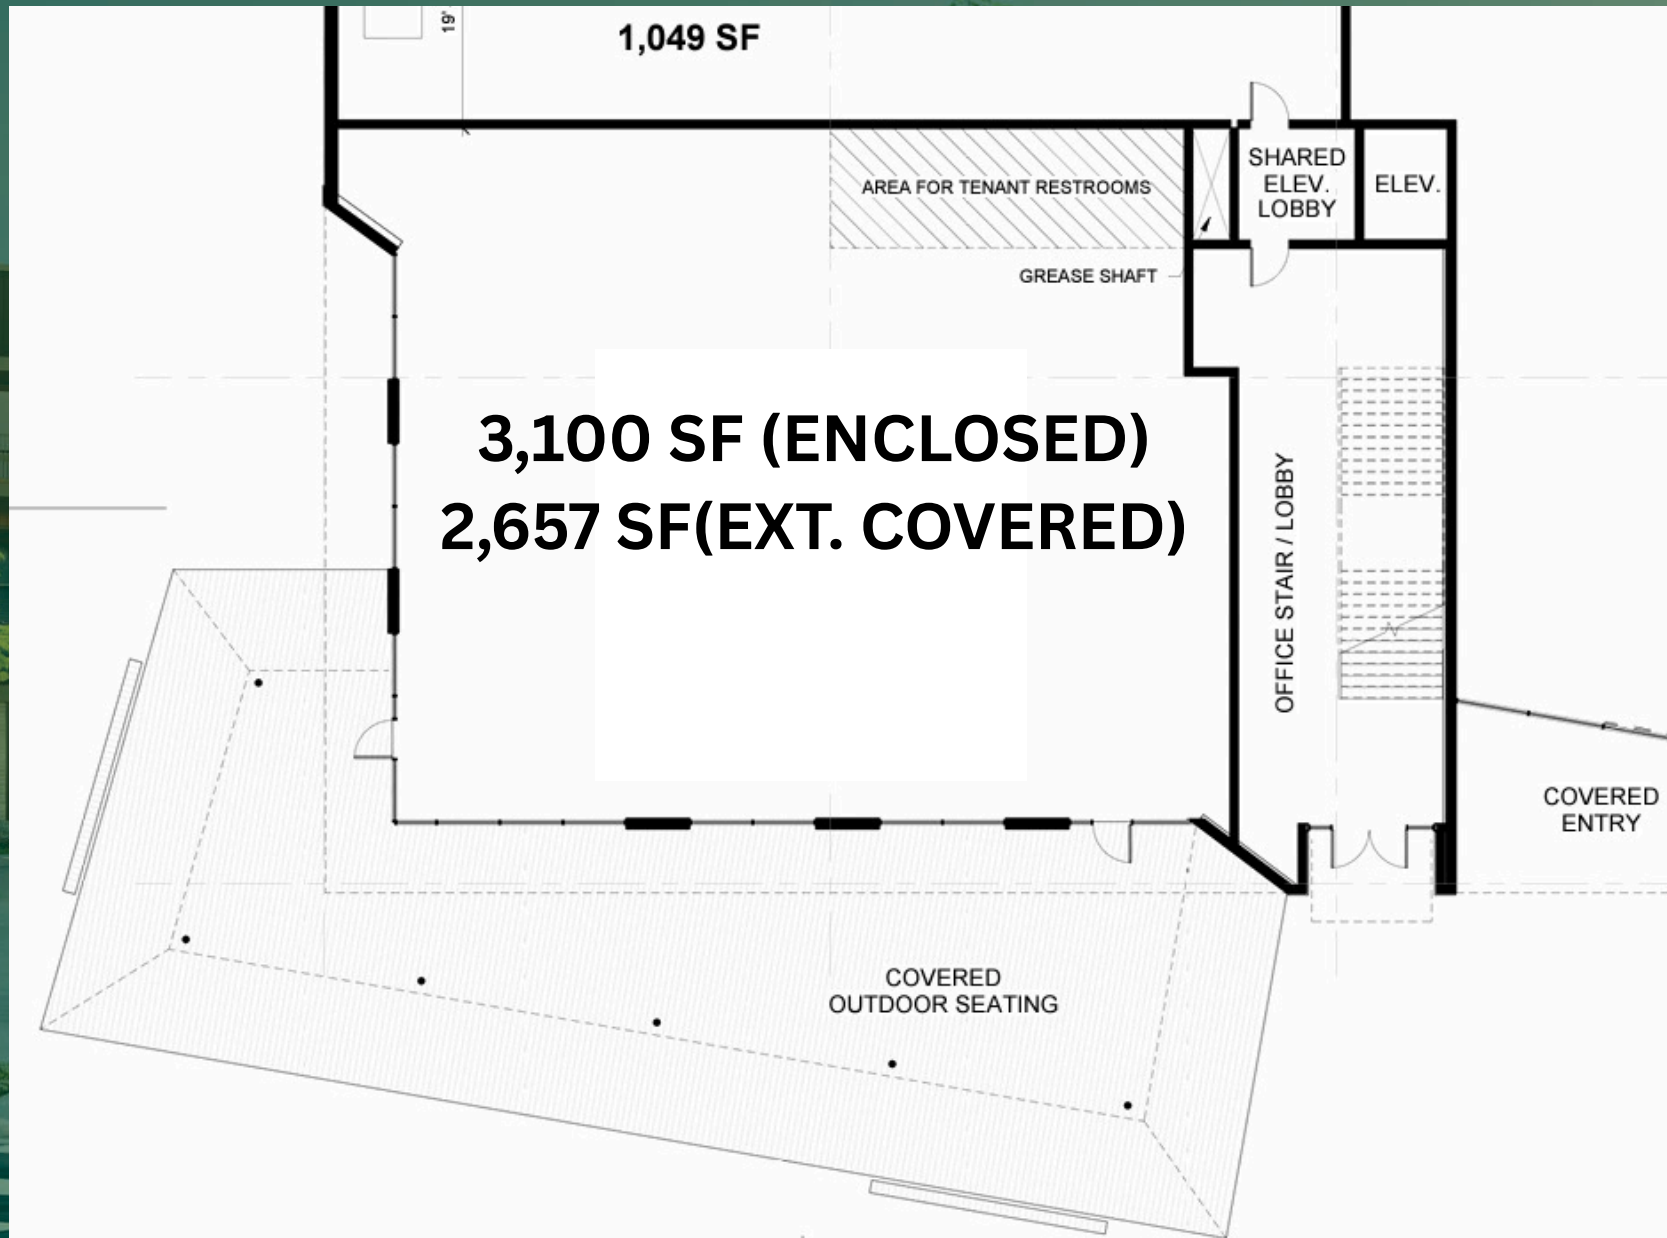 19'
1,049 SF
AREA FOR TENANT RESTROOMS
SHARED
ELEV.
LOBBY
ELEV.
GREASE SHAFT
3,100 SF (ENCLOSED)
2,657 SF(EXT. COVERED)
OFFICE STAIR / LOBBY
COVERED
ENTRY
COVERED
OUTDOOR SEATING